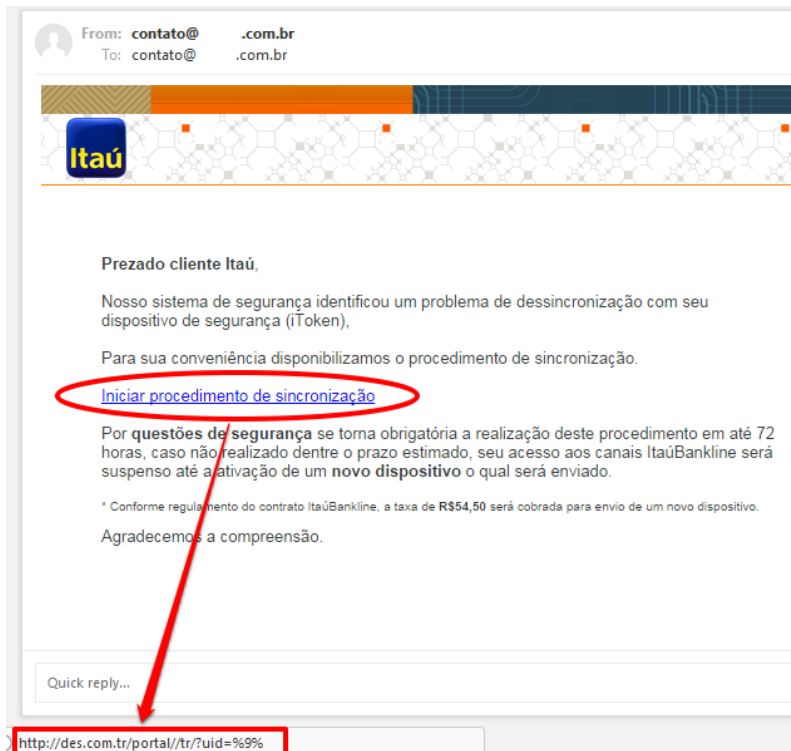 From: contato@ .com.br
To: contato@ .com.br
Itaú
Prezado cliente Itaú,
Nosso sistema de segurança identificou um problema de dessincronização com seu
dispositivo de segurança (iToken),
Para sua conveniência disponibilizamos o procedimento de sincronização.
Iniciar procedimento de sincronização
Por questões de segurança se torna obrigatória a realização deste procedimento em até 72
horas, caso não realizado dentre o prazo estimado, seu acesso aos canais ItaúBankline será
suspenso até a ativação de um novo dispositivo o qual será enviado.
* Conforme regulamento do contrato ItaúBankline, a taxa de R$54,50 será cobrada para envio de um novo dispositivo.
Agradecemos a compreensão.
Quick reply...
http://des.com.tr/portal//tr/?uid=%9%